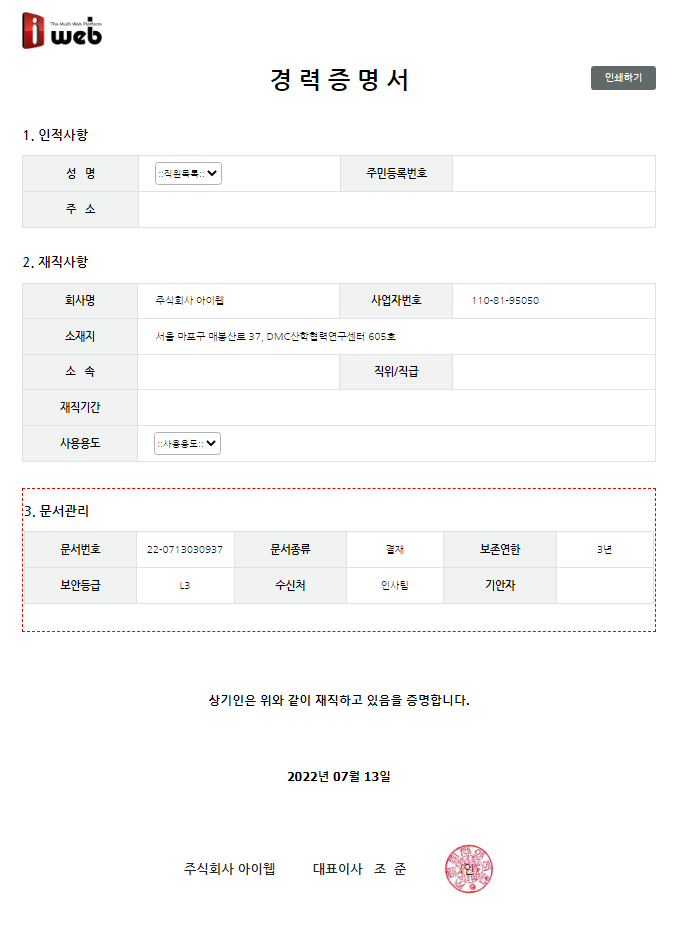 The Multi Web Platform
i web
경 력 증 명 서
인쇄하기
1. 인적사항
성 명 ::직원목록:: 주민등록번호
주 소
2. 재직사항
회사명 주식회사 아이웹 사업자번호 110-81-95050
소재지 서울 마포구 매봉산로 37, DMC산학협력연구센터 605호
소 속 직위/직급
재직기간
사용용도 ::사용용도::
3. 문서관리
문서번호 22-0713030937 문서종류 결재 보존연한 3년
보안등급 L3 수신처 인사팀 기안자
상기인은 위와 같이 재직하고 있음을 증명합니다.
2022년 07월 13일
주식회사 아이웹 대표이사 조 준 인